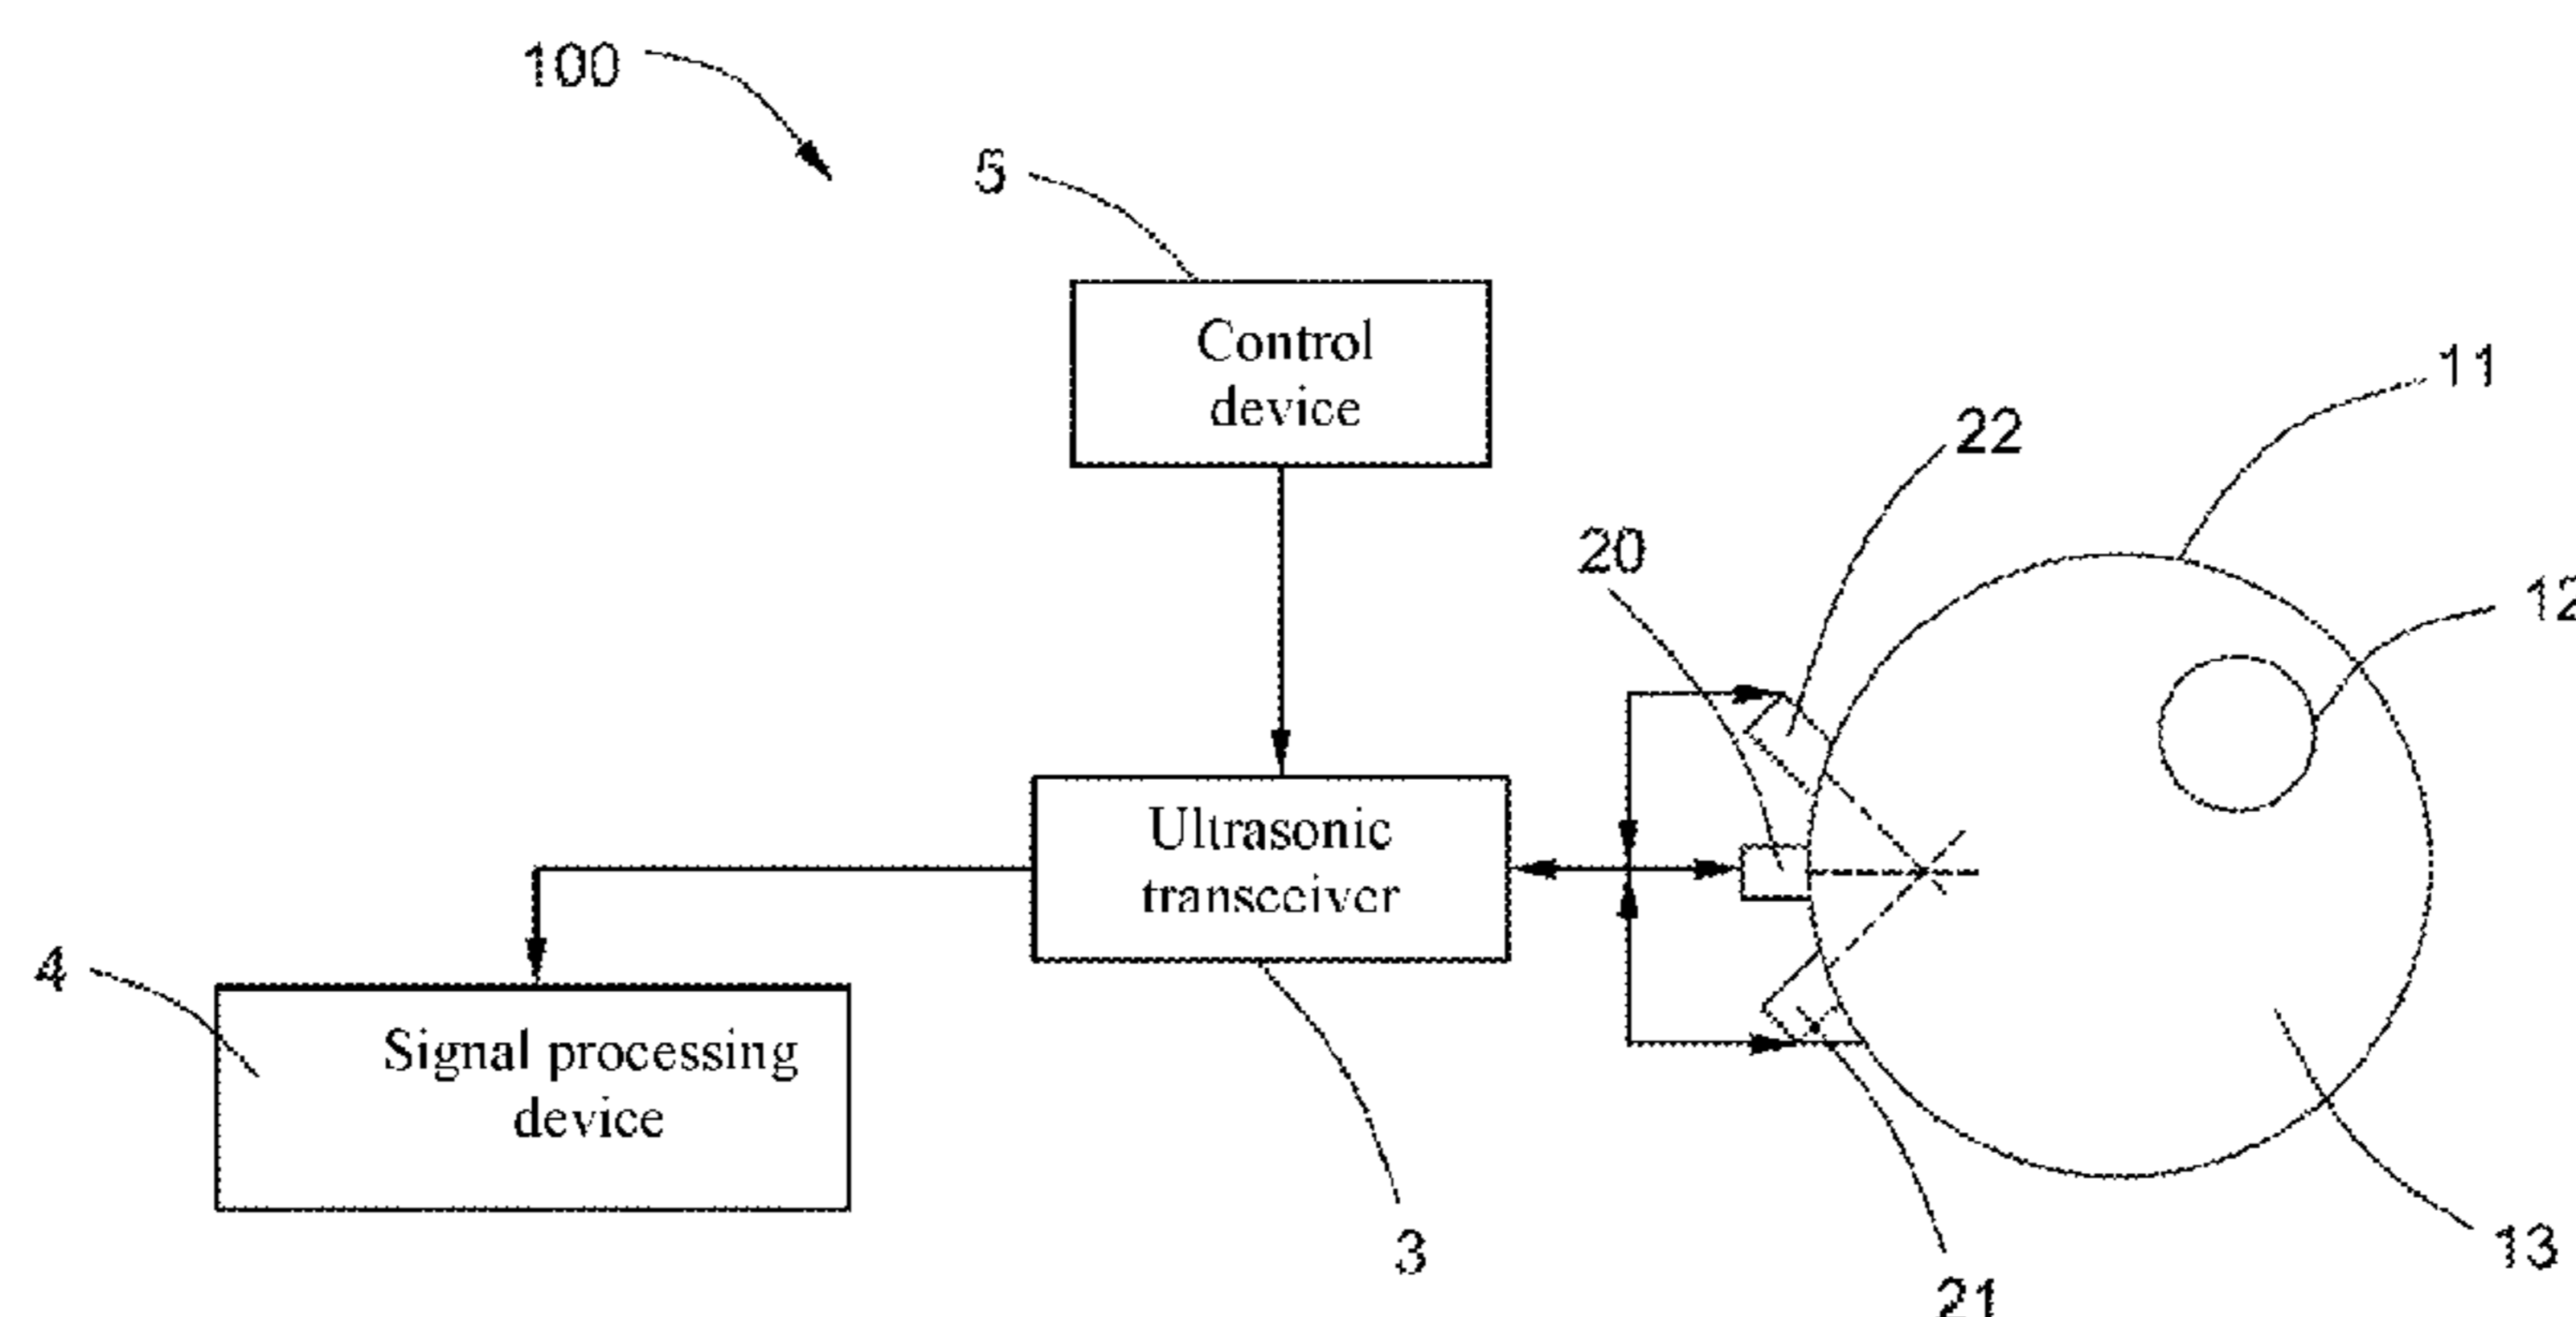 100
5
Control
device
11
22
20
12
Ultrasonic
transceiver
4
Signal processing
device
3
13
21